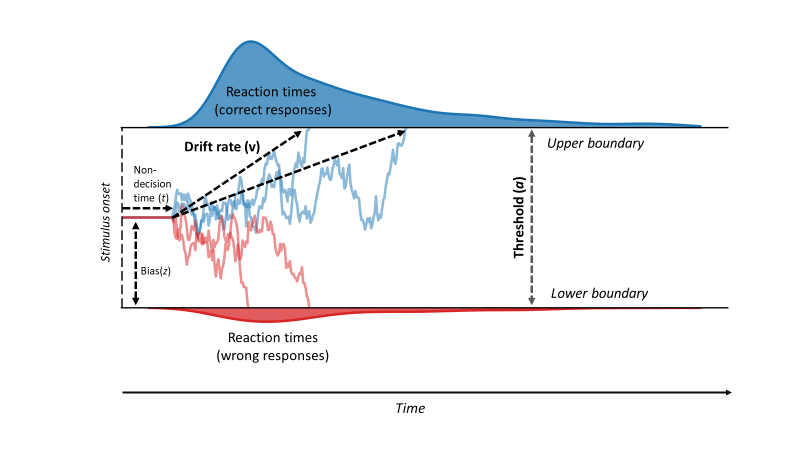 Reaction times
(correct responses)
Drift rate (v)
Upper boundary
Non-
decision
time (t)
Stimulus onset
Threshold (a)
Bias(z)
Lower boundary
Reaction times
(wrong responses)
Time